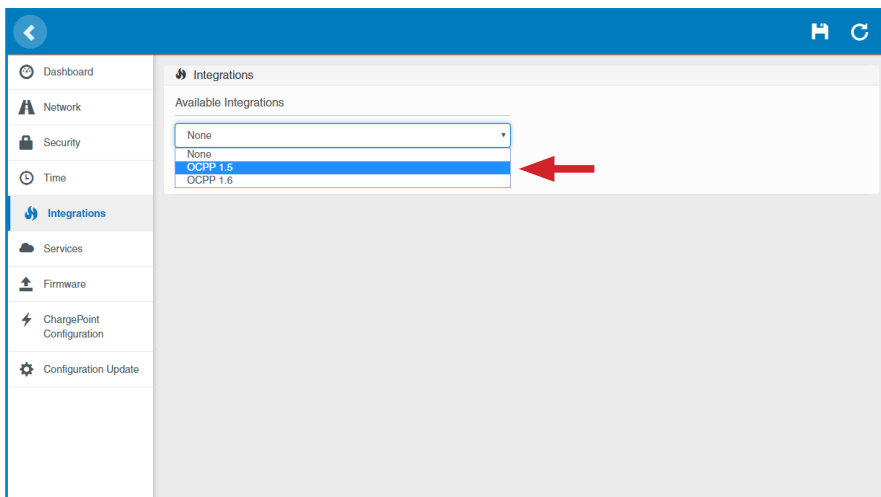 Dashboard
Network
Security
Time
Integrations
Services
Firmware
ChargePoint
Configuration
Configuration Update
Integrations
Available Integrations
None
None
OCPP 1.5
OCPP 1.6